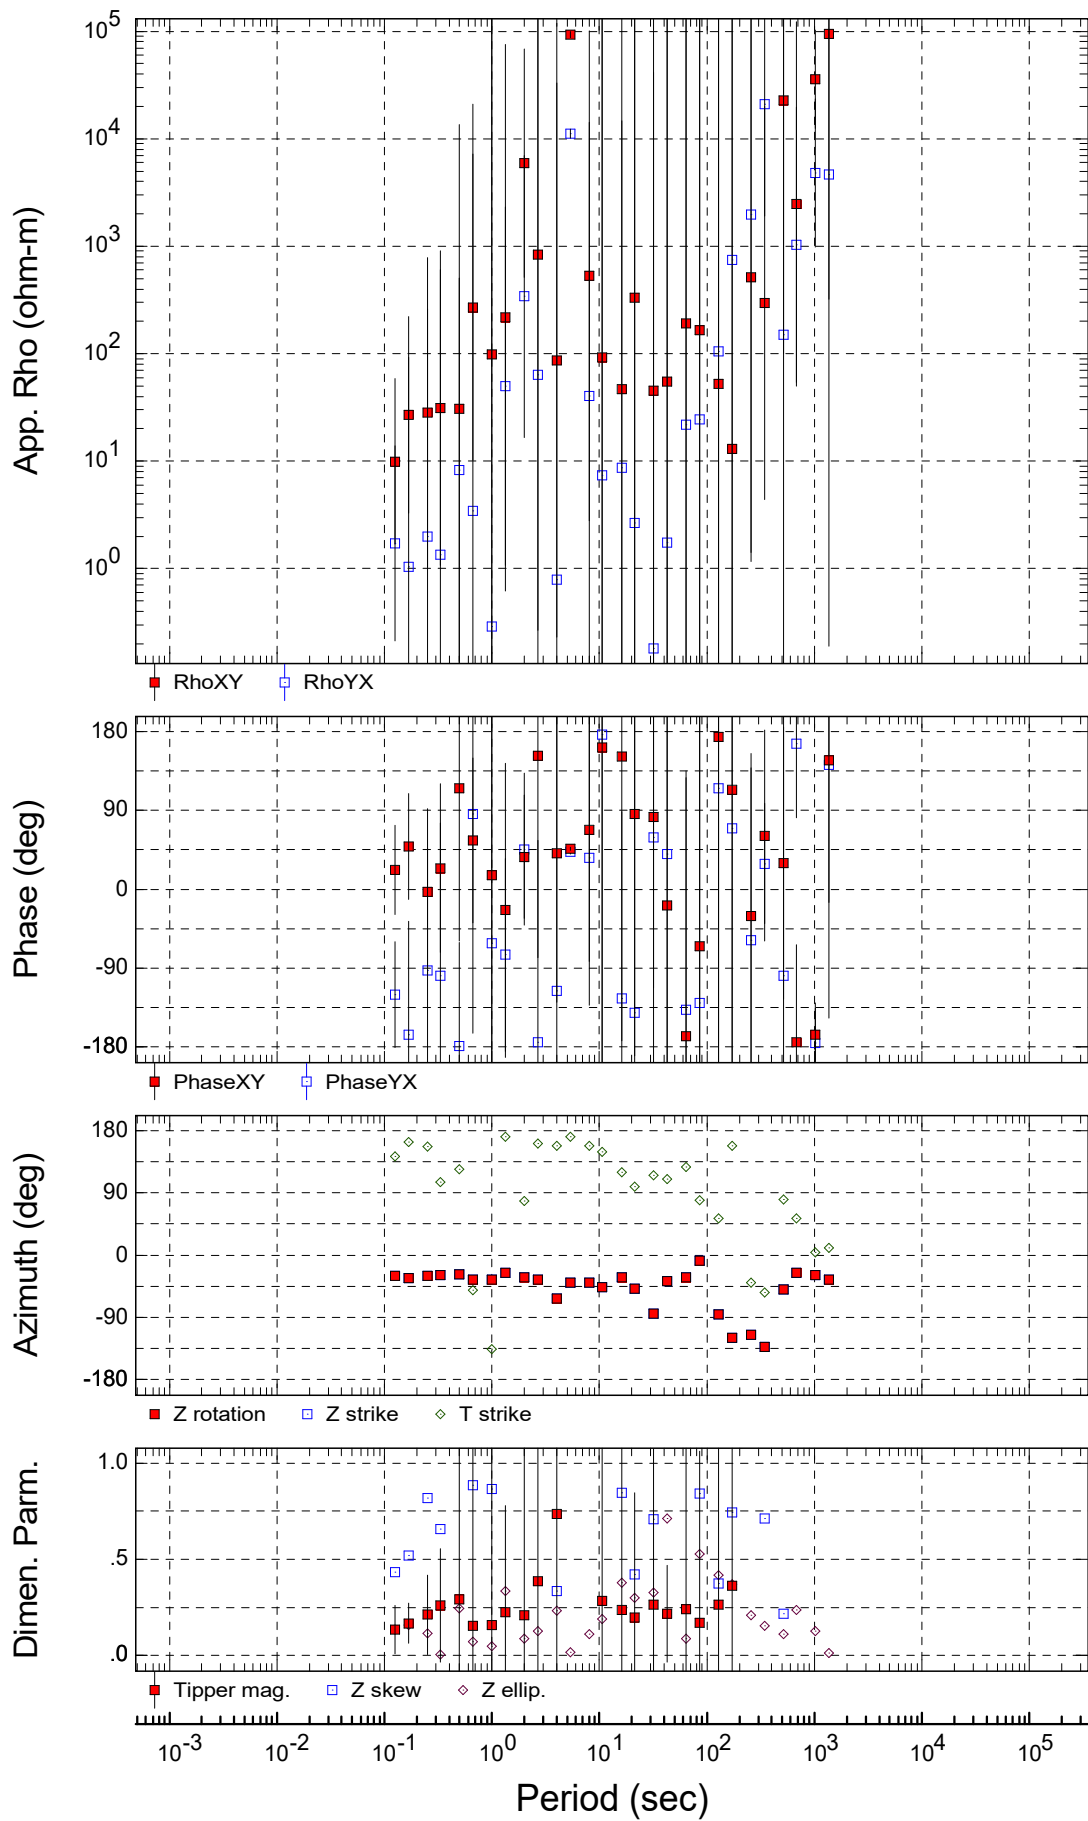 App. Rho (ohm-m)
10^5
10^4
10^3
10^2
10^1
10^0
RhoXY RhoYX
Phase (deg)
180
90
0
-90
-180
PhaseXY PhaseYX
Azimuth (deg)
180
90
0
-90
-180
Z rotation Z strike T strike
Dimen. Parm.
1.0
.5
.0
Tipper mag. Z skew Z ellip.
10^-3 10^-2 10^-1 10^0 10^1 10^2 10^3 10^4 10^5
Period (sec)